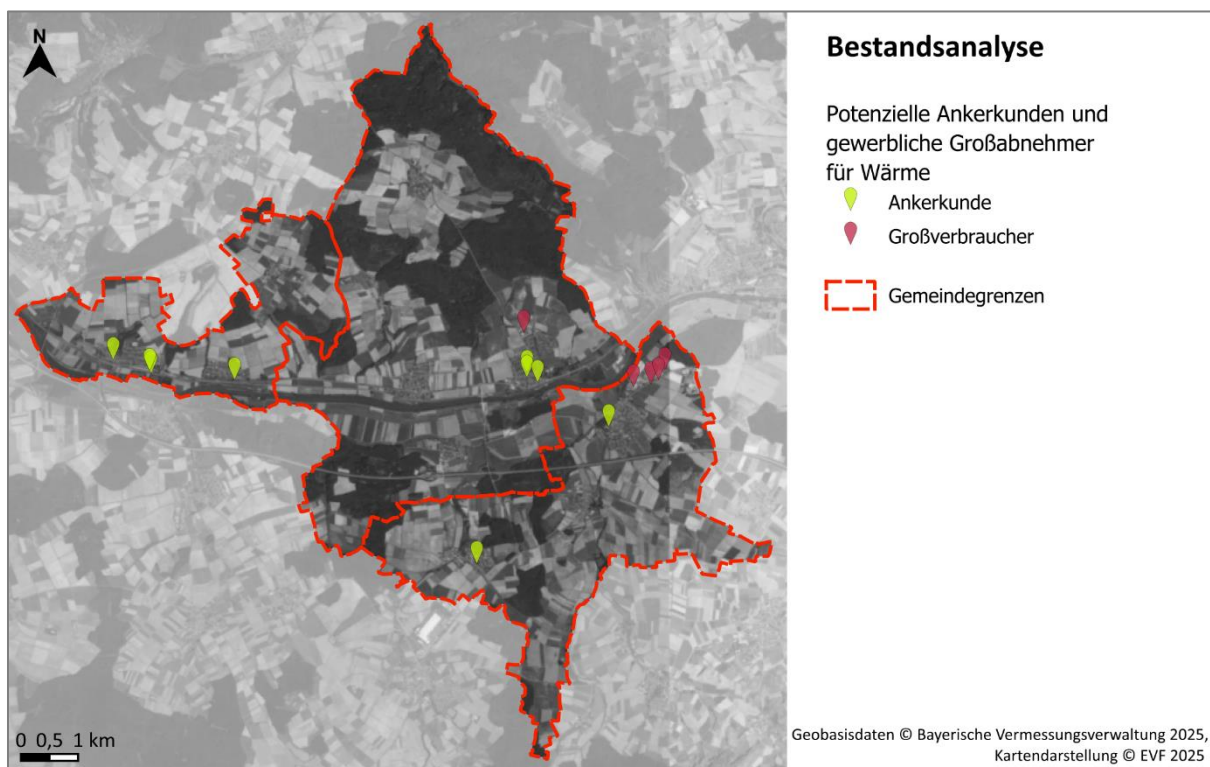 N
Bestandsanalyse
Potenzielle Ankerkunden und
gewerbliche Großabnehmer
für Wärme
Ankerkunde
Großverbraucher
Gemeindegrenzen
0 0,5 1 km
Geobasisdaten © Bayerische Vermessungsverwaltung 2025,
Kartendarstellung © EVF 2025